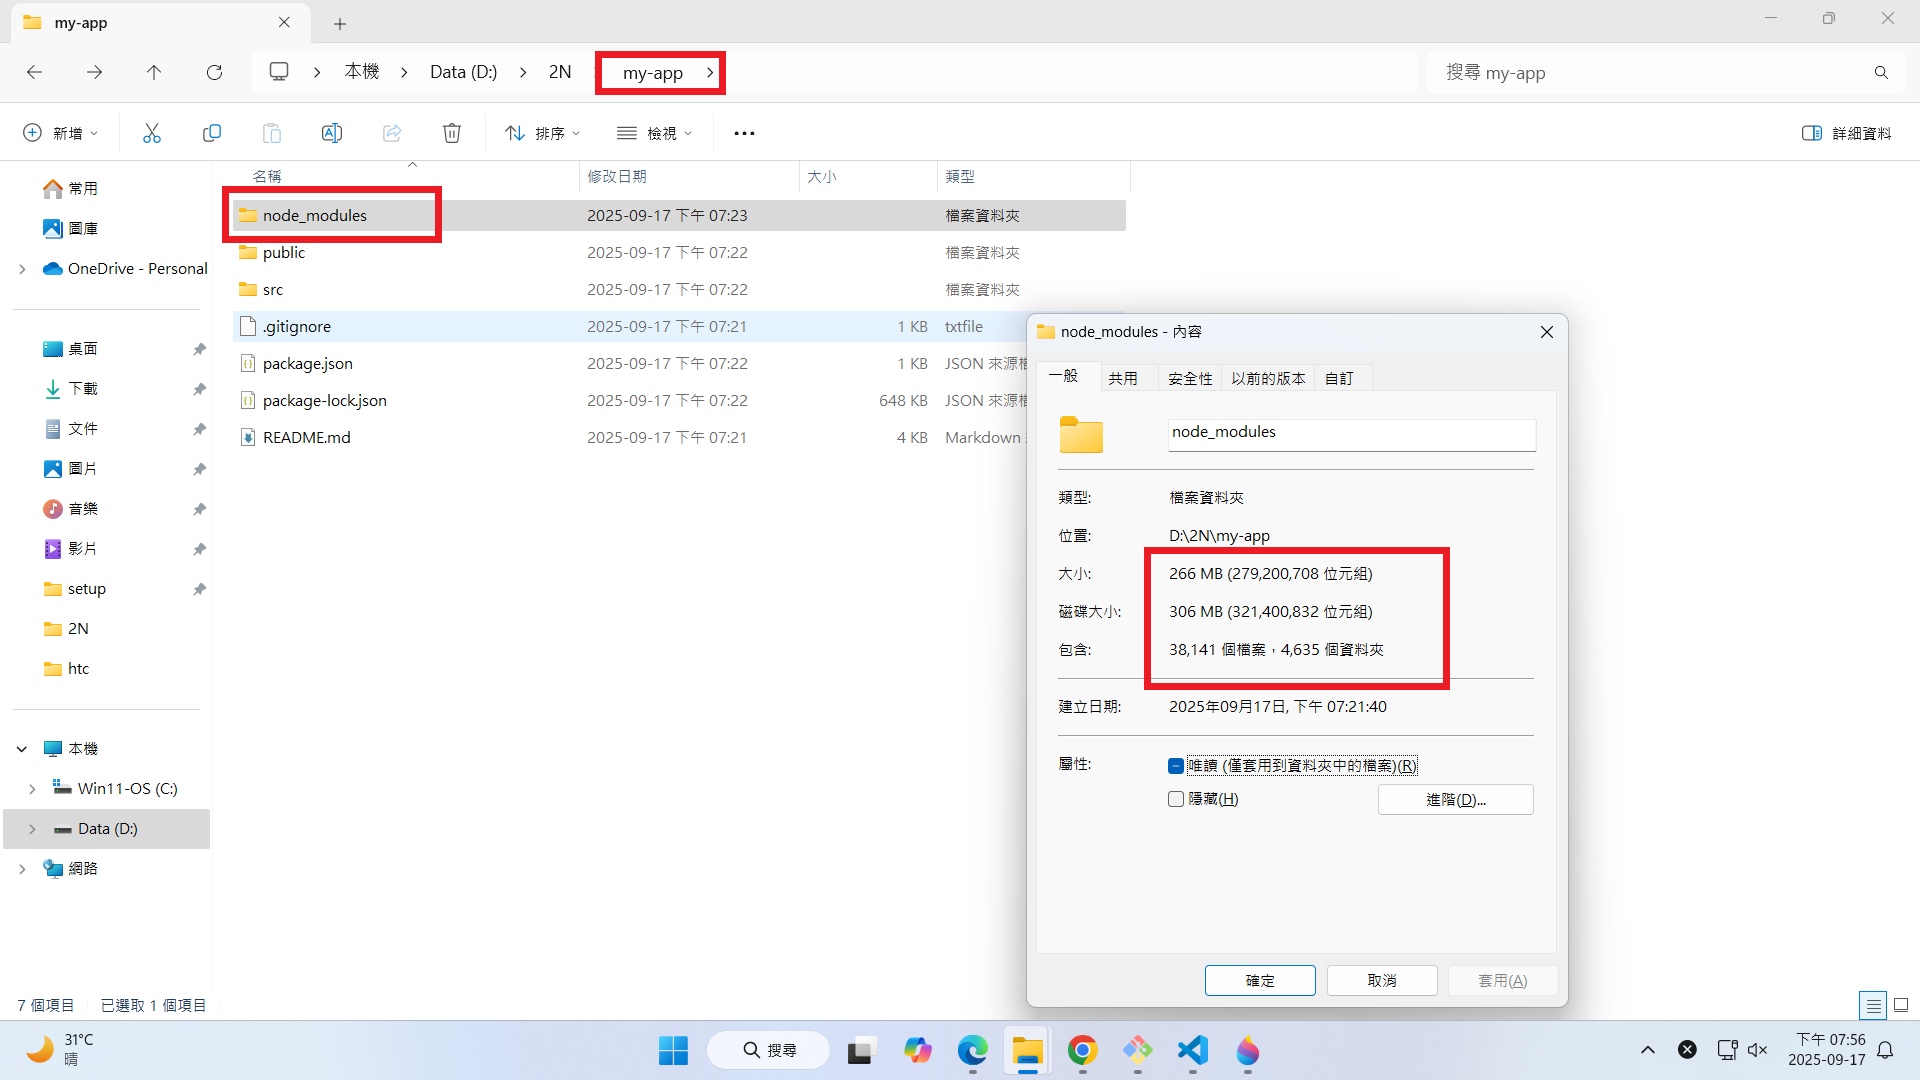 my-app
本機
Data (D:)
2N
my-app
搜尋 my-app
新增
排序
檢視
詳細資料
常用
圖庫
OneDrive - Personal
桌面
下載
文件
圖片
音樂
影片
setup
2N
htc
本機
Win11-OS (C:)
Data (D:)
網路
名稱 修改日期 大小 類型
node_modules 2025-09-17 下午 07:23 檔案資料夾
public 2025-09-17 下午 07:22 檔案資料夾
src 2025-09-17 下午 07:22 檔案資料夾
.gitignore 2025-09-17 下午 07:21 1 KB txtfile
package.json 2025-09-17 下午 07:22 1 KB JSON 來源
package-lock.json 2025-09-17 下午 07:22 648 KB JSON 來源
README.md 2025-09-17 下午 07:21 4 KB Markdown
node_modules - 內容
一般 共用 安全性 以前的版本 自訂
node_modules
類型: 檔案資料夾
位置: D:\2N\my-app
大小: 266 MB (279,200,708 位元組)
磁碟大小: 306 MB (321,400,832 位元組)
包含: 38,141 個檔案，4,635 個資料夾
建立日期: 2025年09月17日, 下午 07:21:40
屬性: 唯讀 (僅套用到資料夾中的檔案)(R)
隱藏(H)
進階(D)...
確定 取消 套用(A)
7 個項目 已選取 1 個項目
31°C
晴
搜尋
下午 07:56
2025-09-17